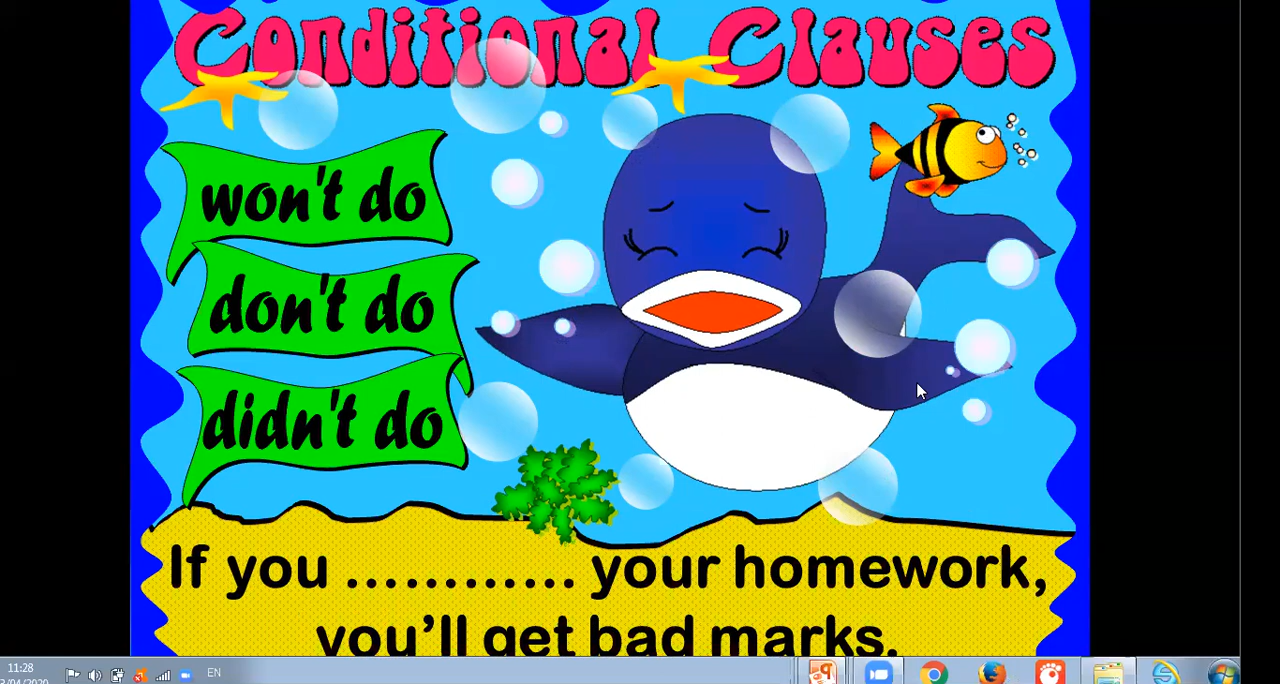 Conditional Clauses
won't do
don't do
didn't do
If you ............ your homework,
you'll get bad marks.
11:28
EN